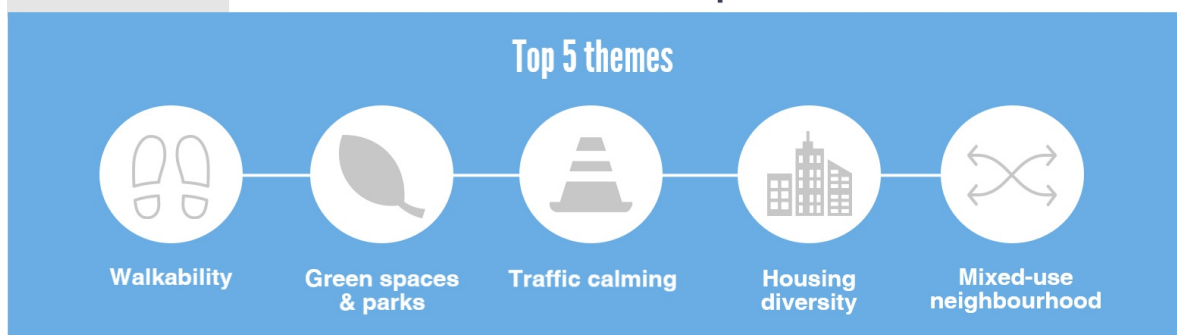 Top 5 themes
Walkability
Green spaces
& parks
Traffic calming
Housing
diversity
Mixed-use
neighbourhood